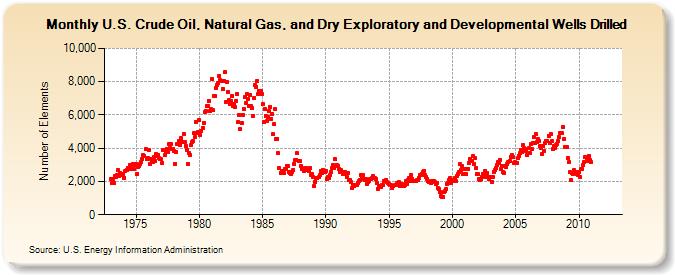 Monthly U.S. Crude Oil, Natural Gas, and Dry Exploratory and Developmental Wells Drilled
Number of Elements
10,000
8,000
6,000
4,000
2,000
0
1975 1980 1985 1990 1995 2000 2005 2010
Source: U.S. Energy Information Administration